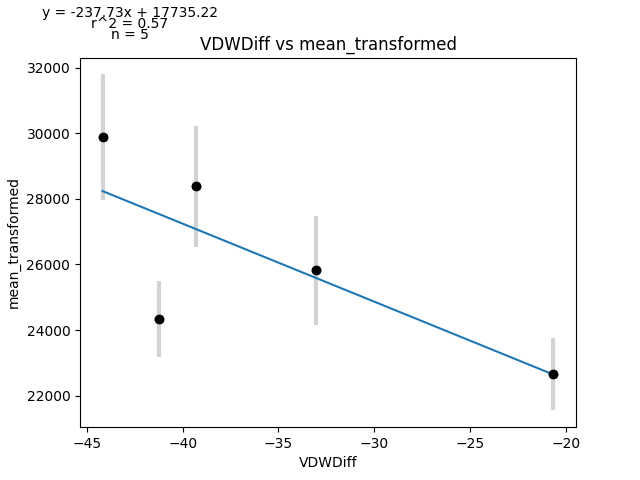 y = -237.73x + 17735.22
r^2 = 0.57
n = 5
VDWDiff vs mean_transformed
32000
30000
28000
26000
24000
22000
mean_transformed
−45
−40
−35
−30
−25
−20
VDWDiff